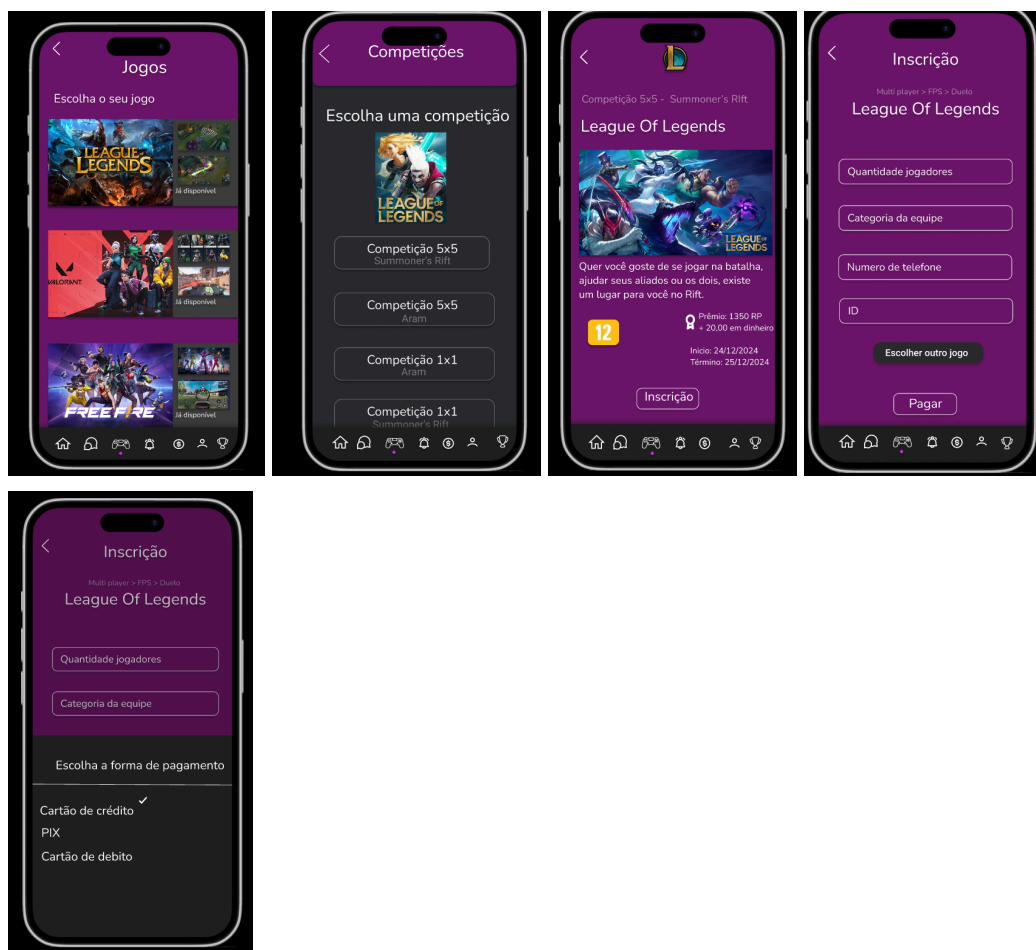 Jogos
Escolha o seu jogo
LEAGUE OF
LEGENDS
Já disponível
VALORANT
Já disponível
FREE FIRE
Já disponível
Competições
Escolha uma competição
LEAGUE OF
LEGENDS
Competição 5x5
Summoner's Rift
Competição 5x5
Aram
Competição 1x1
Aram
Competição 1x1
Summoner's Rift
Competição 5x5 - Summoner's RIft
League Of Legends
LEAGUE OF
LEGENDS
Quer você goste de se jogar na batalha,
ajudar seus aliados ou os dois, existe
um lugar para você no Rift.
12
Prêmio: 1350 RP
+ 20,00 em dinheiro
Inicio: 24/12/2024
Término: 25/12/2024
Inscrição
Inscrição
Multi player > FPS > Duelo
League Of Legends
Quantidade jogadores
Categoria da equipe
Numero de telefone
ID
Escolher outro jogo
Pagar
Inscrição
Multi player > FPS > Duelo
League Of Legends
Quantidade jogadores
Categoria da equipe
Escolha a forma de pagamento
Cartão de crédito
PIX
Cartão de debito